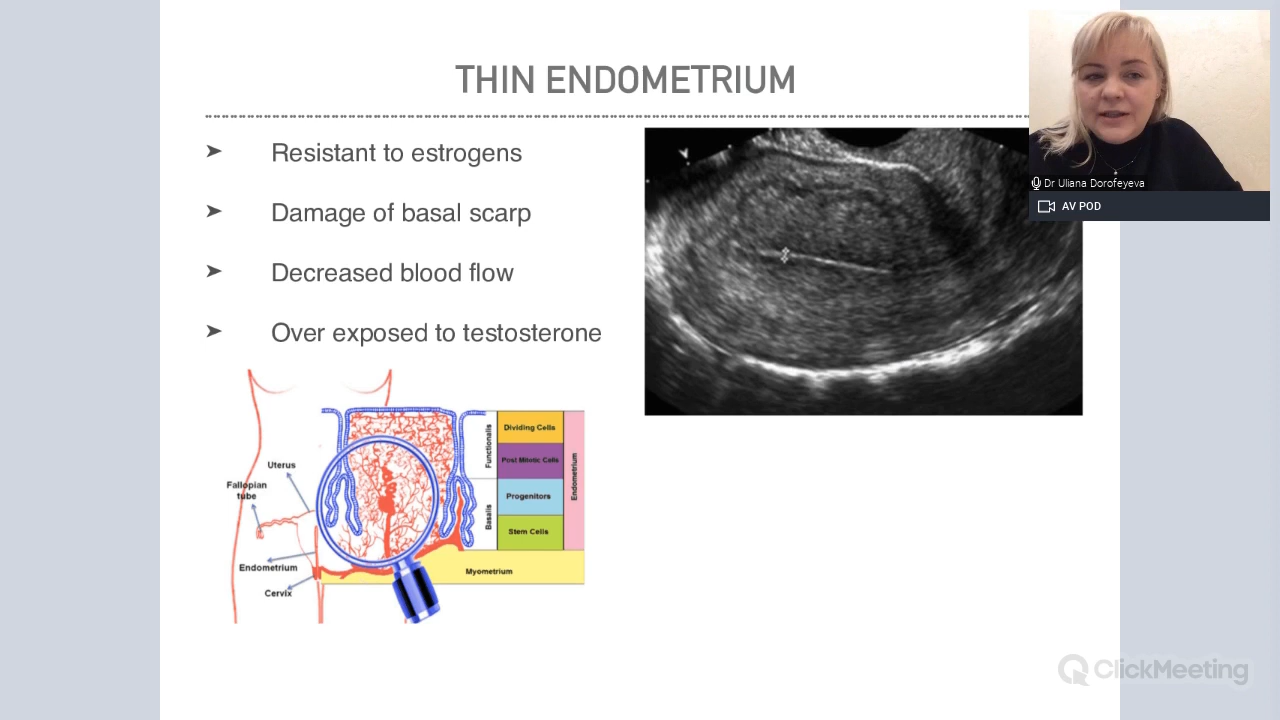 THIN ENDOMETRIUM
Resistant to estrogens
Damage of basal scarp
Decreased blood flow
Over exposed to testosterone
Dr Uliana Dorofeyeva
AV POD
Uterus
Fallopian
tube
Endometrium
Cervix
Functionalis
Basalis
Dividing Cells
Post Mitotic Cells
Progenitors
Stem Cells
Endometrium
Myometrium
ClickMeeting